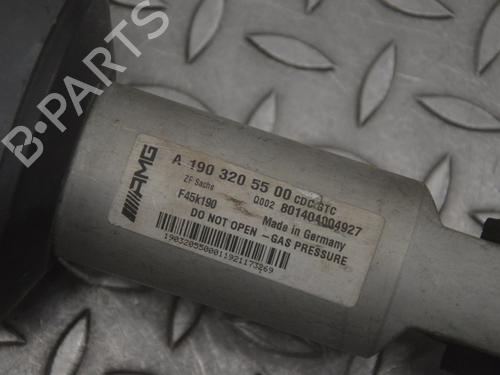 B-PARTS
AMG
A 190 320 55 00 CDC GTC
ZF Sachs Q002 801404004927
F45k190 Made in Germany
DO NOT OPEN - GAS PRESSURE
1903205500011921173869